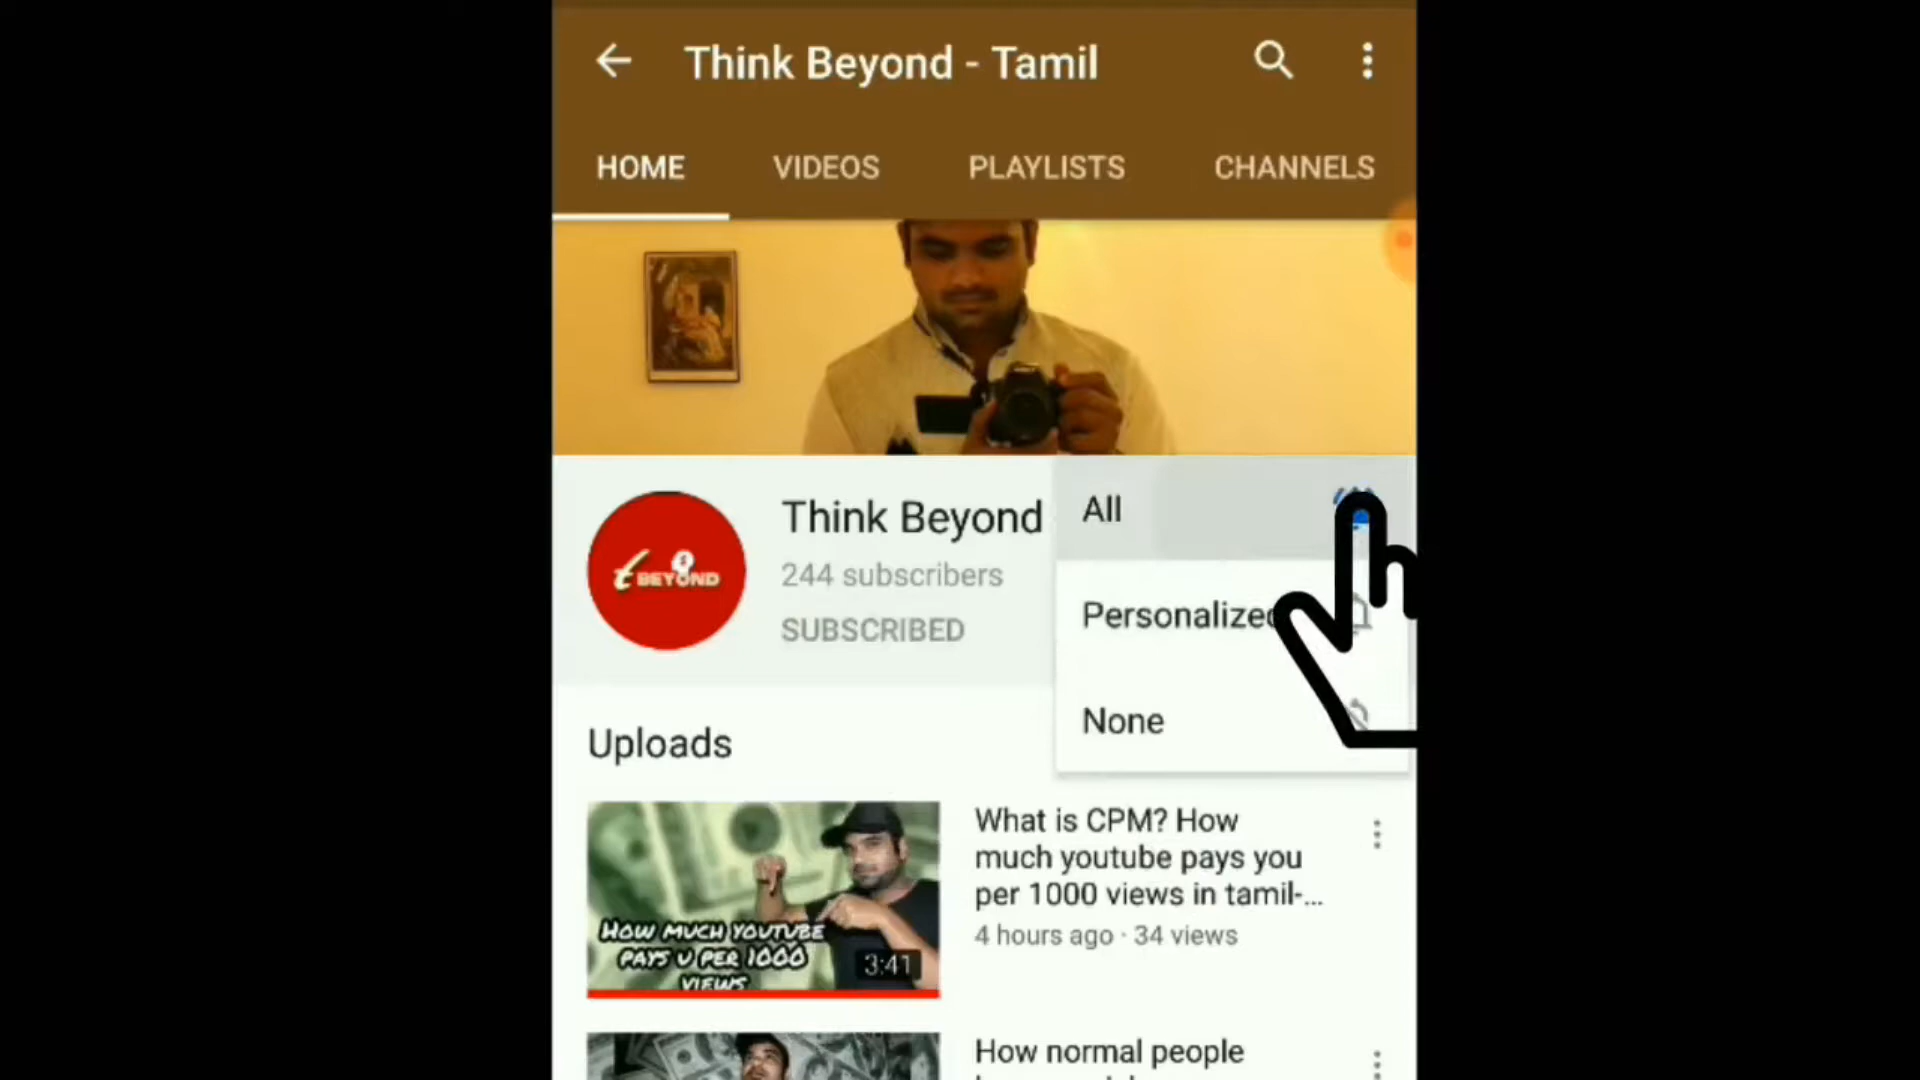 Think Beyond - Tamil
HOME VIDEOS PLAYLISTS CHANNELS
Think Beyond
244 subscribers
SUBSCRIBED
BEYOND
All
Personalized
None
Uploads
HOW MUCH YOUTUBE
PAYS U PER 1000
VIEWS
3:41
What is CPM? How
much youtube pays you
per 1000 views in tamil-...
4 hours ago · 34 views
How normal people